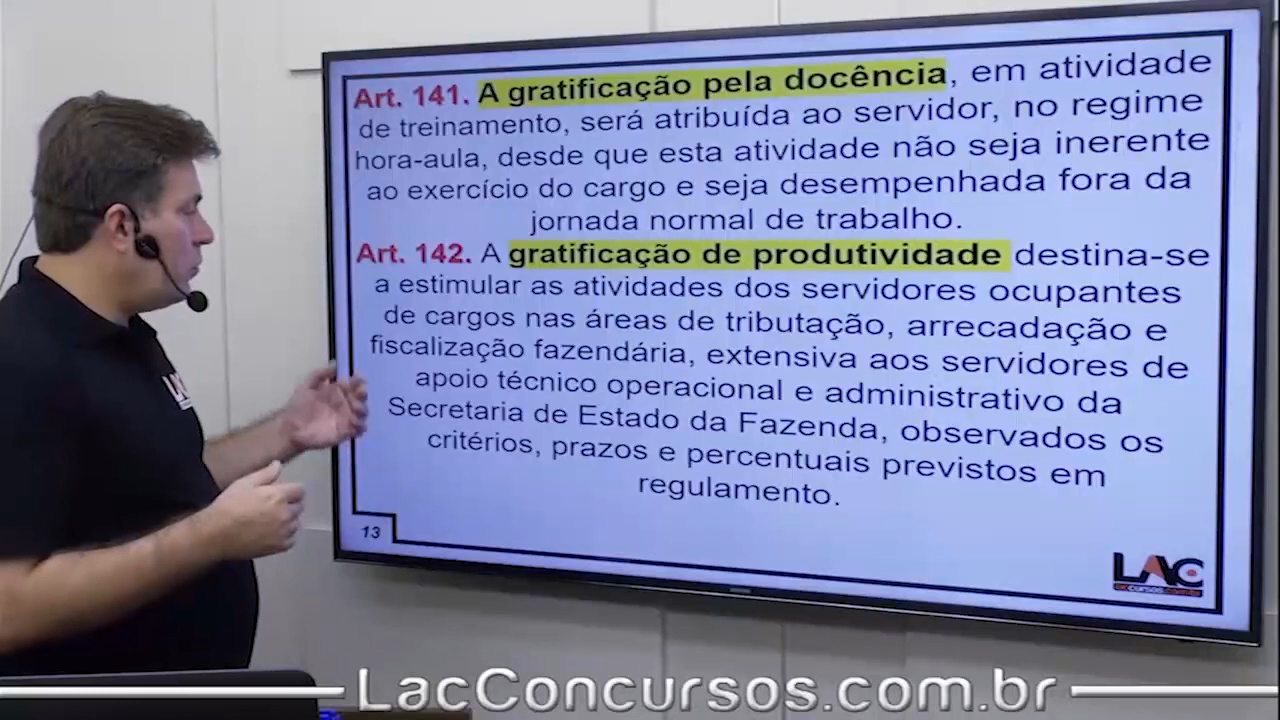 Art. 141. A gratificação pela docência, em atividade
de treinamento, será atribuída ao servidor, no regime
hora-aula, desde que esta atividade não seja inerente
ao exercício do cargo e seja desempenhada fora da
jornada normal de trabalho.
Art. 142. A gratificação de produtividade destina-se
a estimular as atividades dos servidores ocupantes
de cargos nas áreas de tributação, arrecadação e
fiscalização fazendária, extensiva aos servidores de
apoio técnico operacional e administrativo da
Secretaria de Estado da Fazenda, observados os
critérios, prazos e percentuais previstos em
regulamento.
13
LAC
LacConcursos.com.br